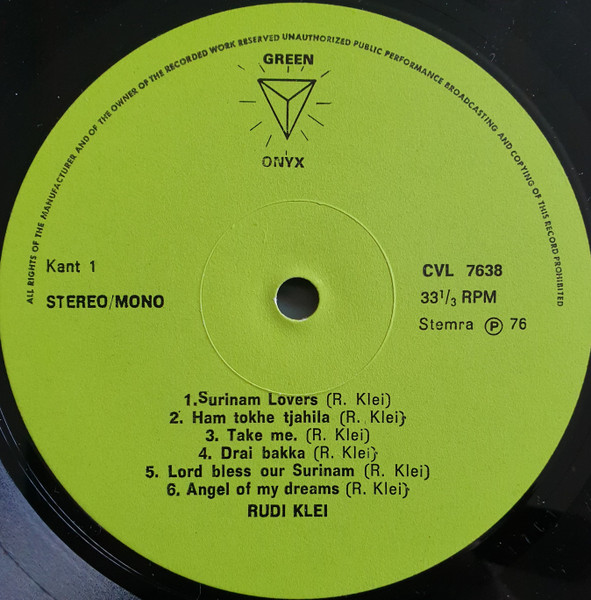 ALL RIGHTS OF THE MANUFACTURER AND OF THE OWNER OF THE RECORDED WORK RESERVED UNAUTHORIZED PUBLIC PERFORMANCE BROADCASTING AND COPYING OF THIS RECORD PROHIBITED
GREEN
ONYX
Kant 1
STEREO/MONO
CVL 7638
33 1/3 RPM
Stemra Ⓟ 76
1.Surinam Lovers (R. Klei)
2. Ham tokhe tjahila (R. Klei}
3. Take me. (R. Klei)
4. Drai bakka (R. Klei}
5. Lord bless our Surinam (R. Klei)
6. Angel of my dreams (R. Klei}
RUDI KLEI